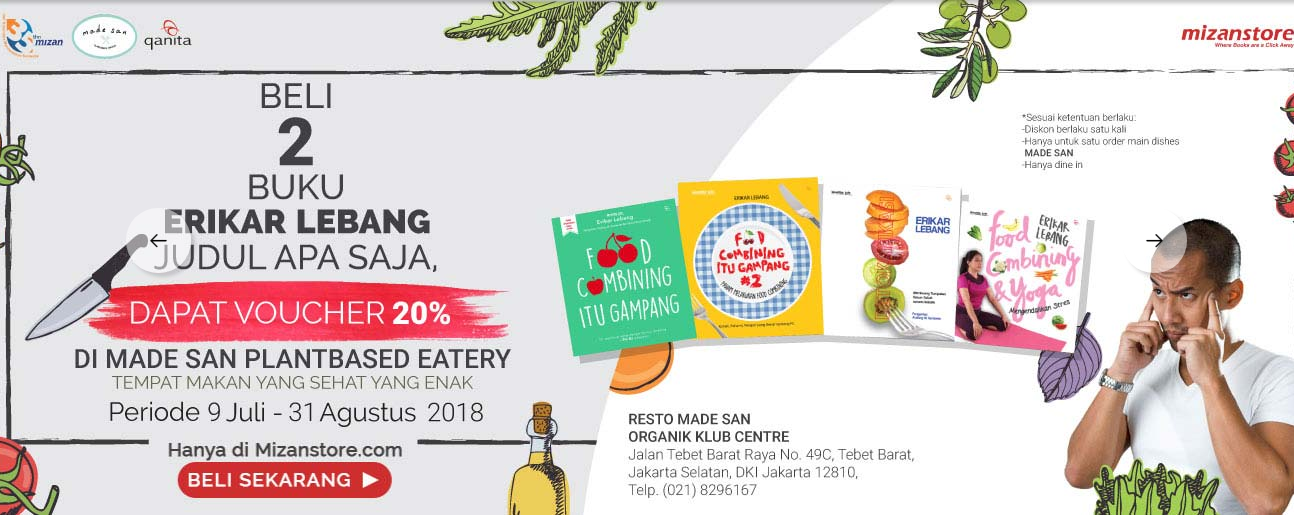 the mizan
made san
qanita
mizanstore
Where Books are a Click Away
BELI
2
BUKU
ERIKAR LEBANG
JUDUL APA SAJA,
DAPAT VOUCHER 20%
DI MADE SAN PLANTBASED EATERY
TEMPAT MAKAN YANG SEHAT YANG ENAK
Periode 9 Juli - 31 Agustus 2018
Hanya di Mizanstore.com
BELI SEKARANG
*Sesuai ketentuan berlaku:
-Diskon berlaku satu kali
-Hanya untuk satu order main dishes
MADE SAN
-Hanya dine in
Erikar Lebang
FOOD
COMBINING
ITU GAMPANG
ERIKAR LEBANG
FOOD
COMBINING
ITU GAMPANG
#2
ERIKAR
LEBANG
ERIKAR
LEBANG
Food
Combining
& Yoga
Mengendalikan Stres
RESTO MADE SAN
ORGANIK KLUB CENTRE
Jalan Tebet Barat Raya No. 49C, Tebet Barat,
Jakarta Selatan, DKI Jakarta 12810,
Telp. (021) 8296167